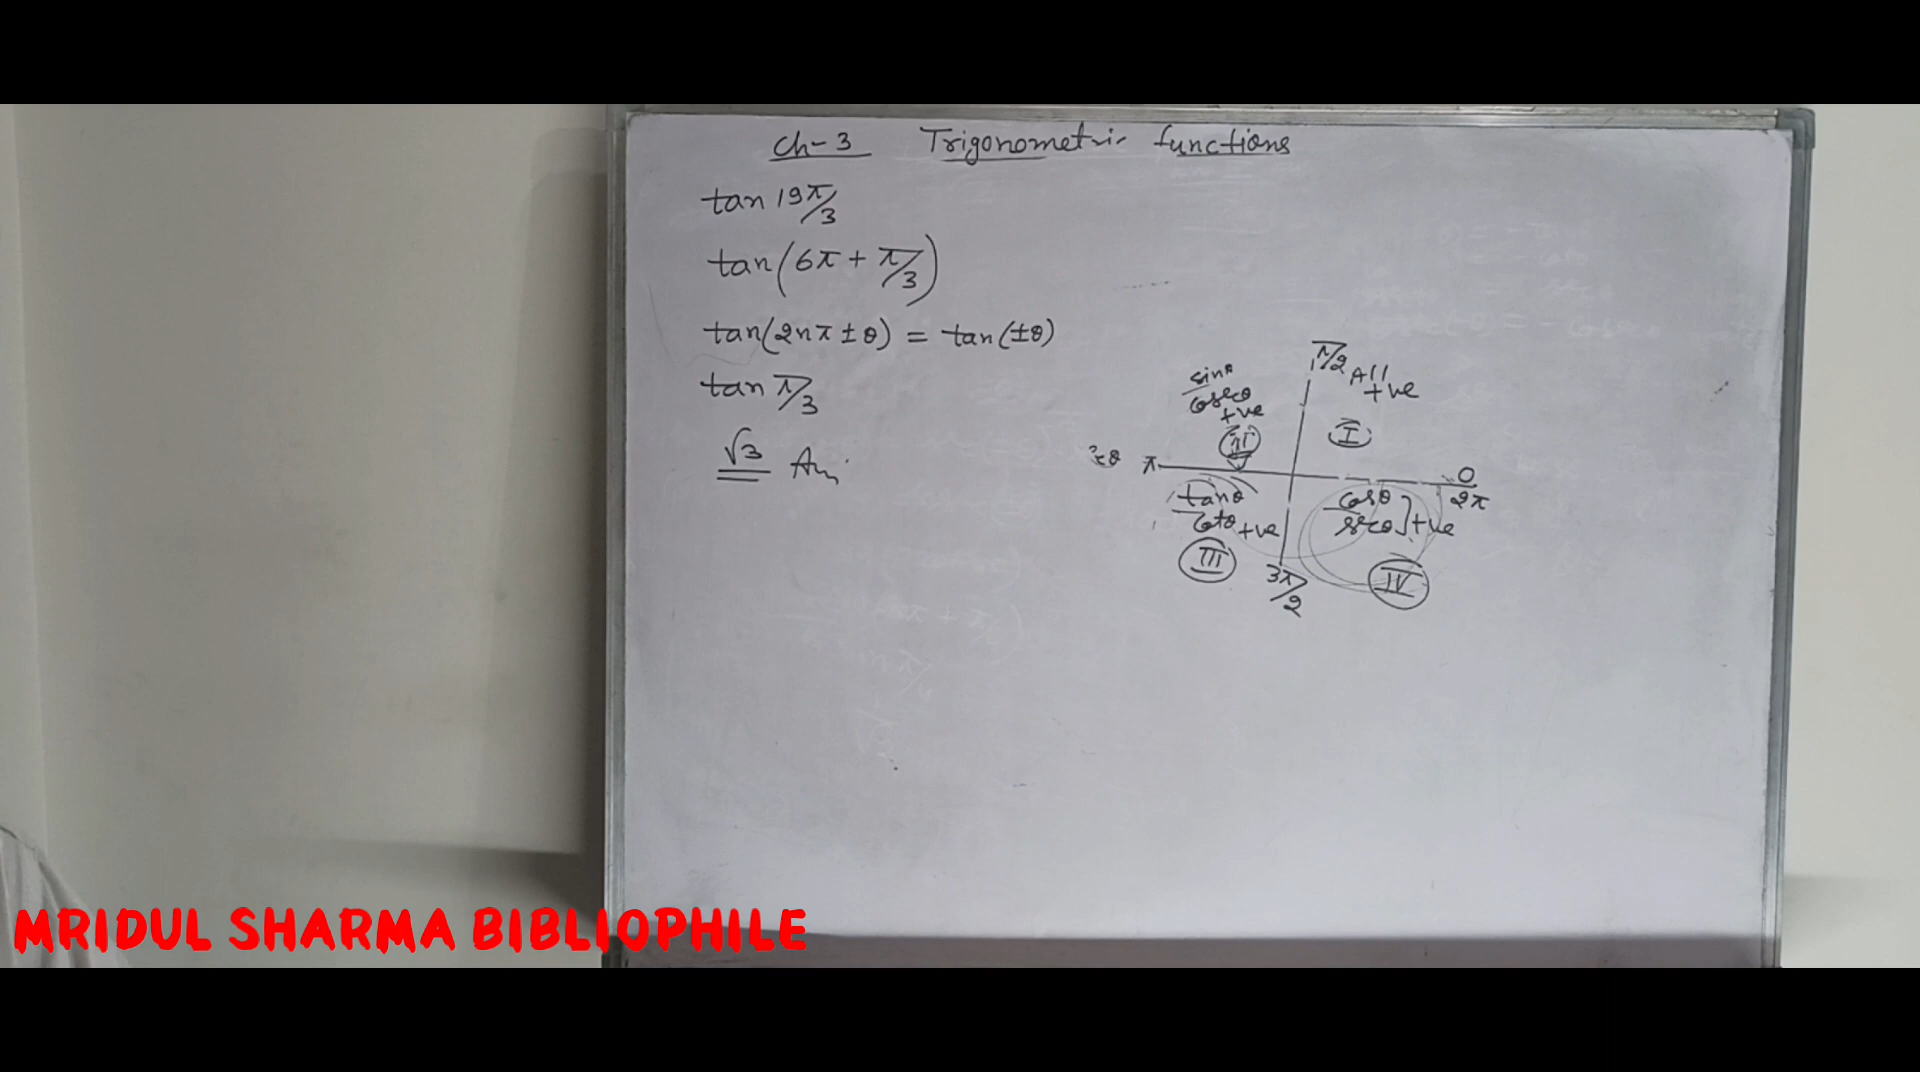 Ch-3 Trigonometric functions
tan 19π/3
tan(6π + π/3)
tan(2nπ ± θ) = tan(±θ)
tan π/3
√3 Ans
π/2
All
+ve
I
sinθ
cosecθ
+ve
II
π
0
2π
tanθ
cotθ +ve
III
cosθ
secθ ] +ve
IV
3π/2
MRIDUL SHARMA BIBLIOPHILE